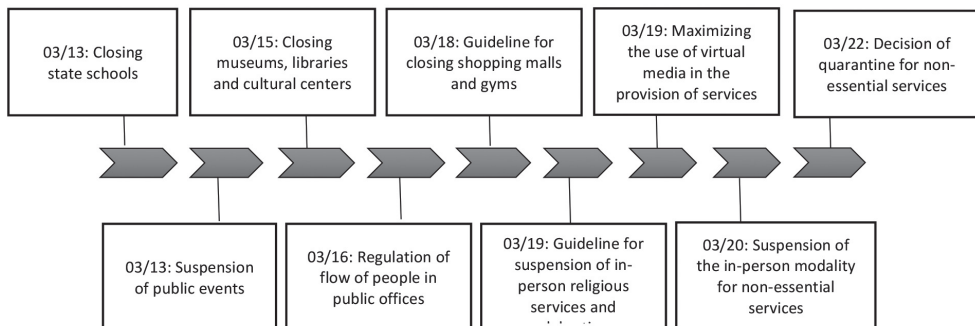 03/13: Closing
state schools
03/15: Closing
museums, libraries
and cultural centers
03/18: Guideline for
closing shopping malls
and gyms
03/19: Maximizing
the use of virtual
media in the
provision of services
03/22: Decision of
quarantine for non-
essential services
03/13: Suspension
of public events
03/16: Regulation of
flow of people in
public offices
03/19: Guideline for
suspension of in-
person religious
services and
03/20: Suspension of
the in-person modality
for non-essential
services